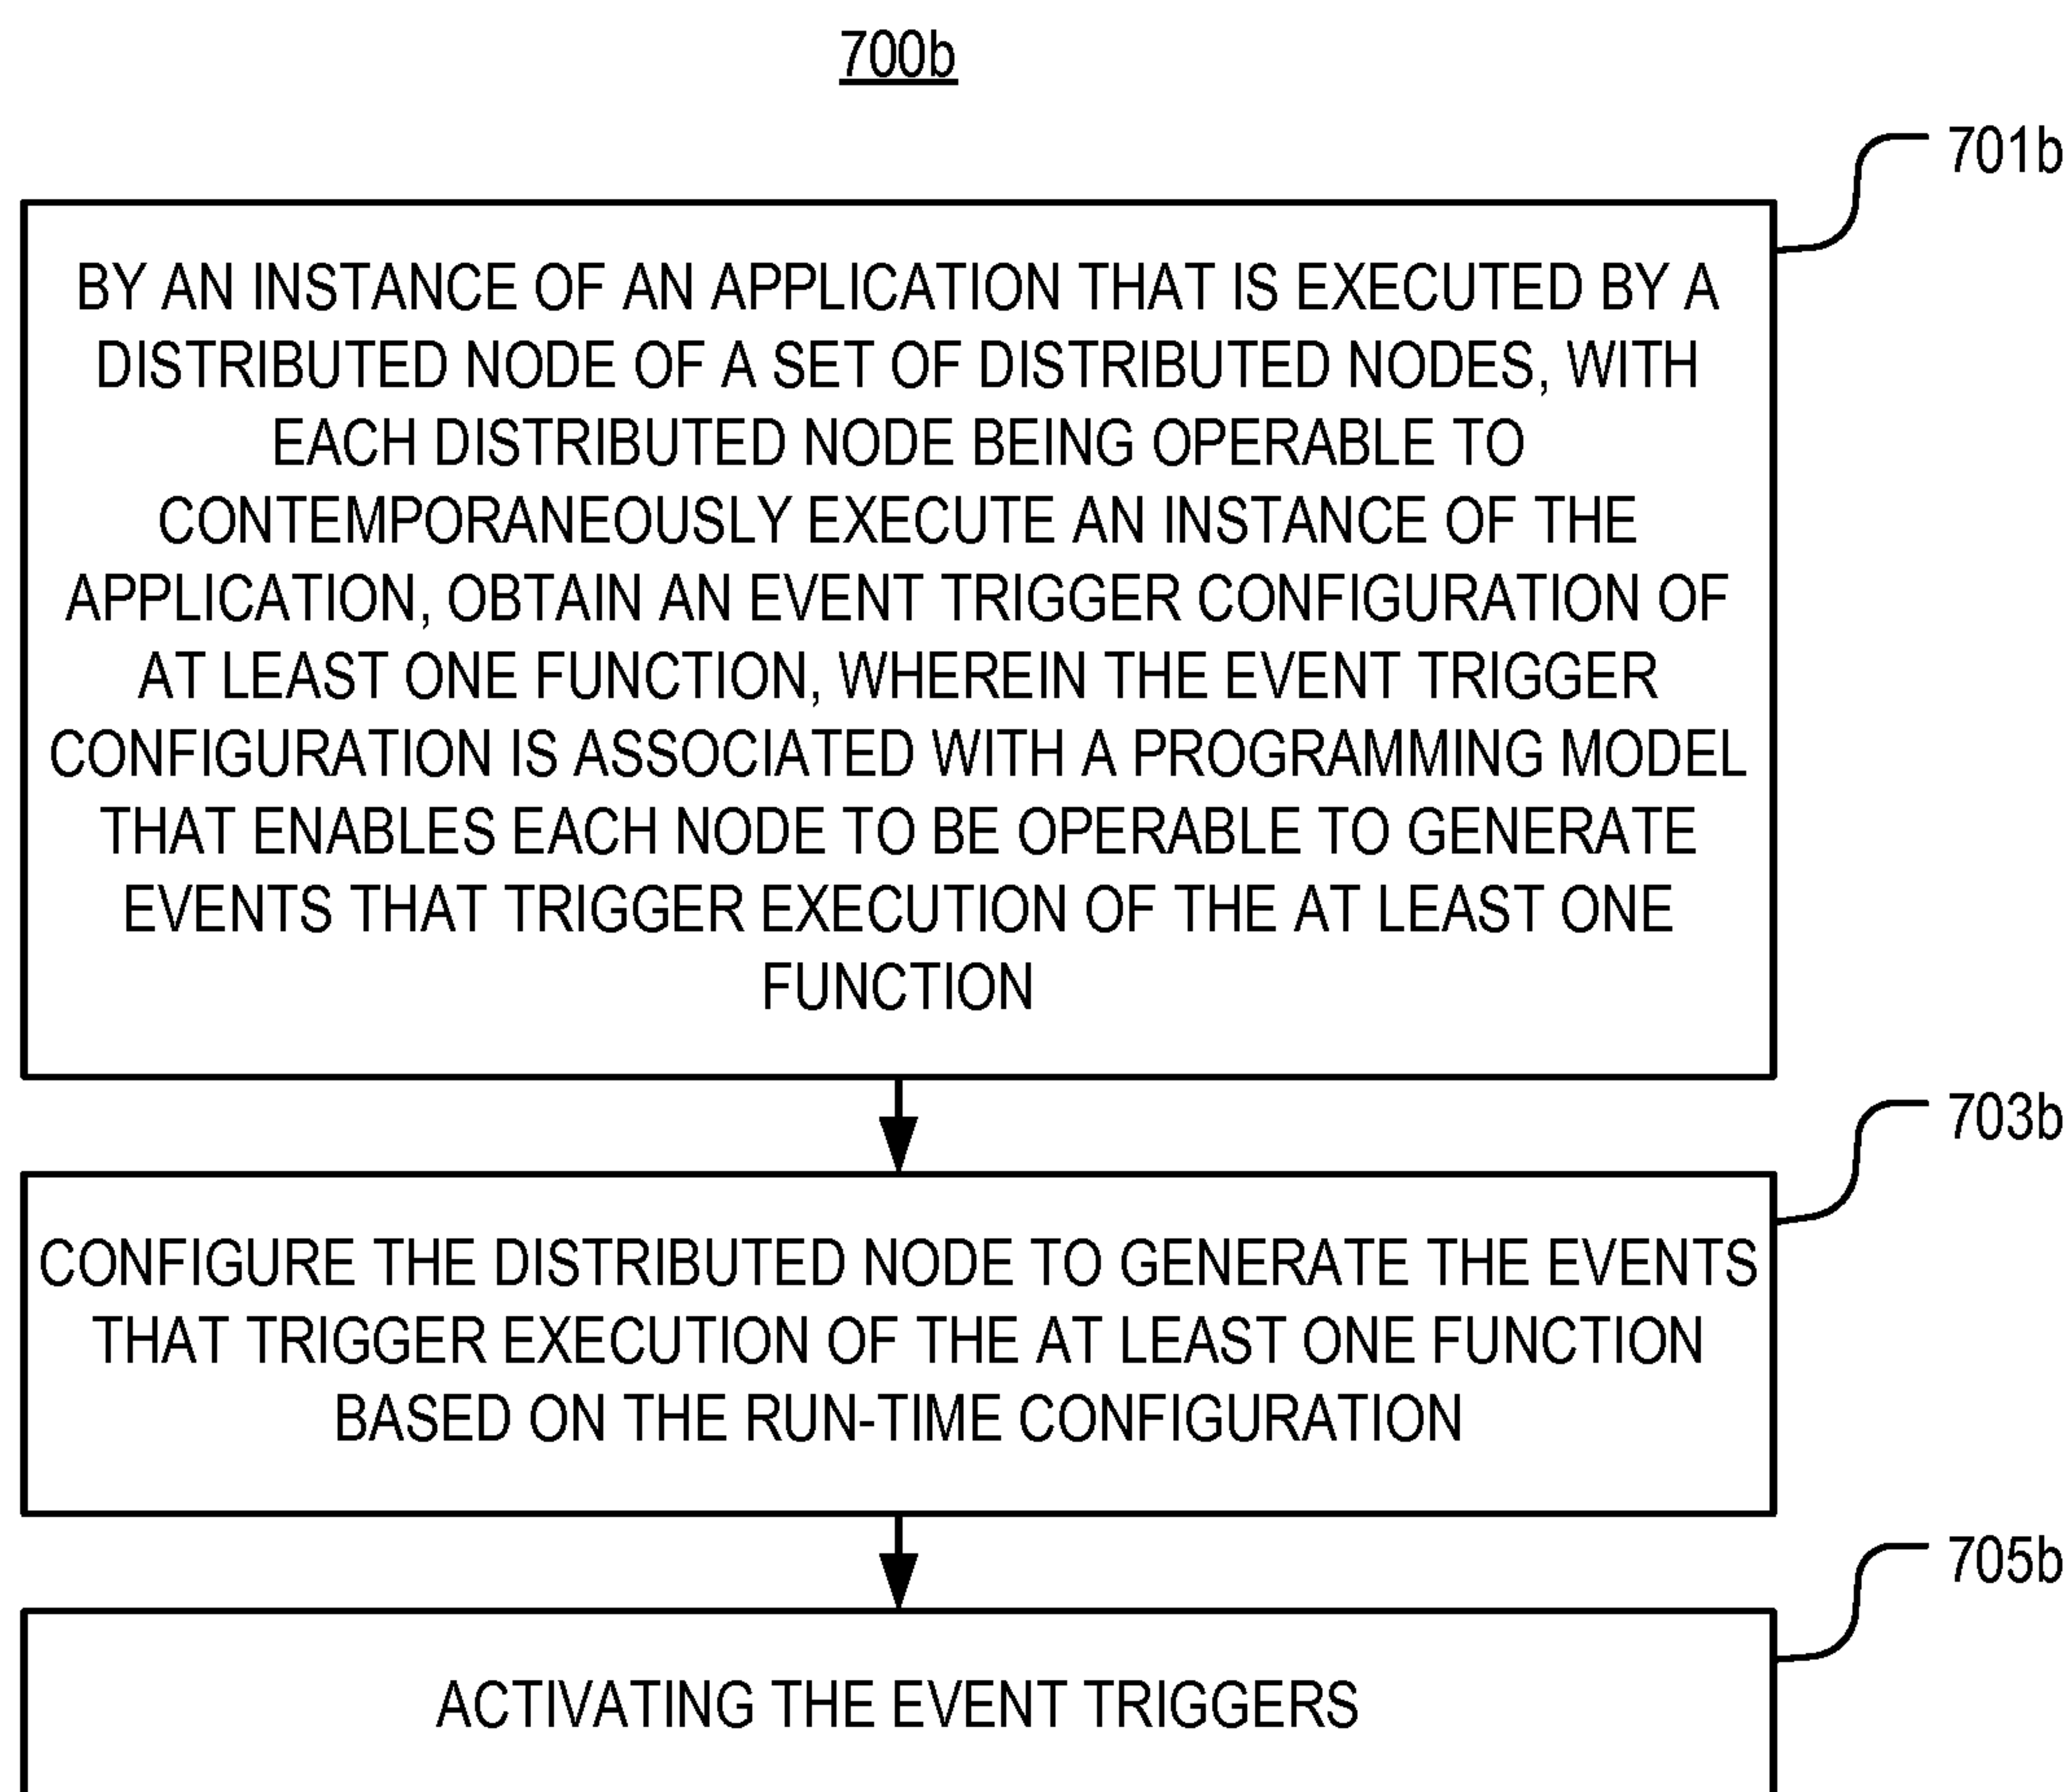 700b
701b
BY AN INSTANCE OF AN APPLICATION THAT IS EXECUTED BY A
DISTRIBUTED NODE OF A SET OF DISTRIBUTED NODES, WITH
EACH DISTRIBUTED NODE BEING OPERABLE TO
CONTEMPORANEOUSLY EXECUTE AN INSTANCE OF THE
APPLICATION, OBTAIN AN EVENT TRIGGER CONFIGURATION OF
AT LEAST ONE FUNCTION, WHEREIN THE EVENT TRIGGER
CONFIGURATION IS ASSOCIATED WITH A PROGRAMMING MODEL
THAT ENABLES EACH NODE TO BE OPERABLE TO GENERATE
EVENTS THAT TRIGGER EXECUTION OF THE AT LEAST ONE
FUNCTION
703b
CONFIGURE THE DISTRIBUTED NODE TO GENERATE THE EVENTS
THAT TRIGGER EXECUTION OF THE AT LEAST ONE FUNCTION
BASED ON THE RUN-TIME CONFIGURATION
705b
ACTIVATING THE EVENT TRIGGERS